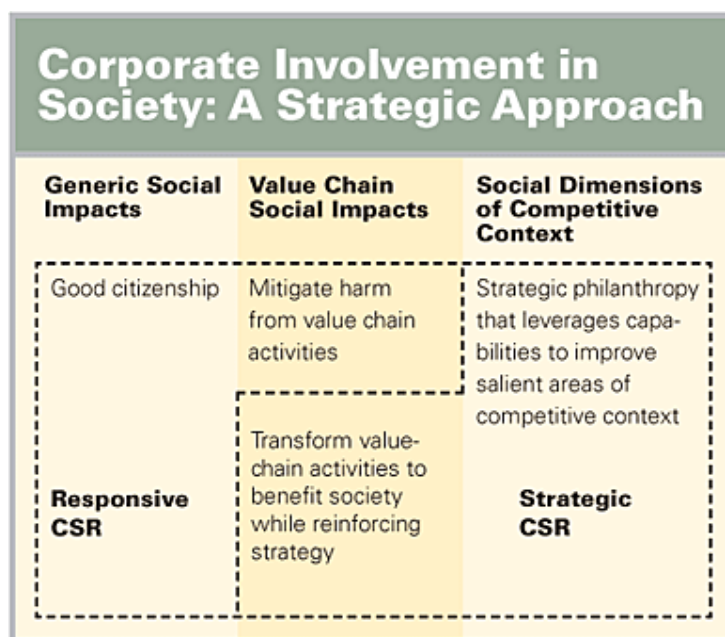 Corporate Involvement in
Society: A Strategic Approach
Generic Social
Impacts
Value Chain
Social Impacts
Social Dimensions
of Competitive
Context
Good citizenship
Mitigate harm
from value chain
activities
Strategic philanthropy
that leverages capa-
bilities to improve
salient areas of
competitive context
Transform value-
chain activities to
benefit society
while reinforcing
strategy
Responsive
CSR
Strategic
CSR